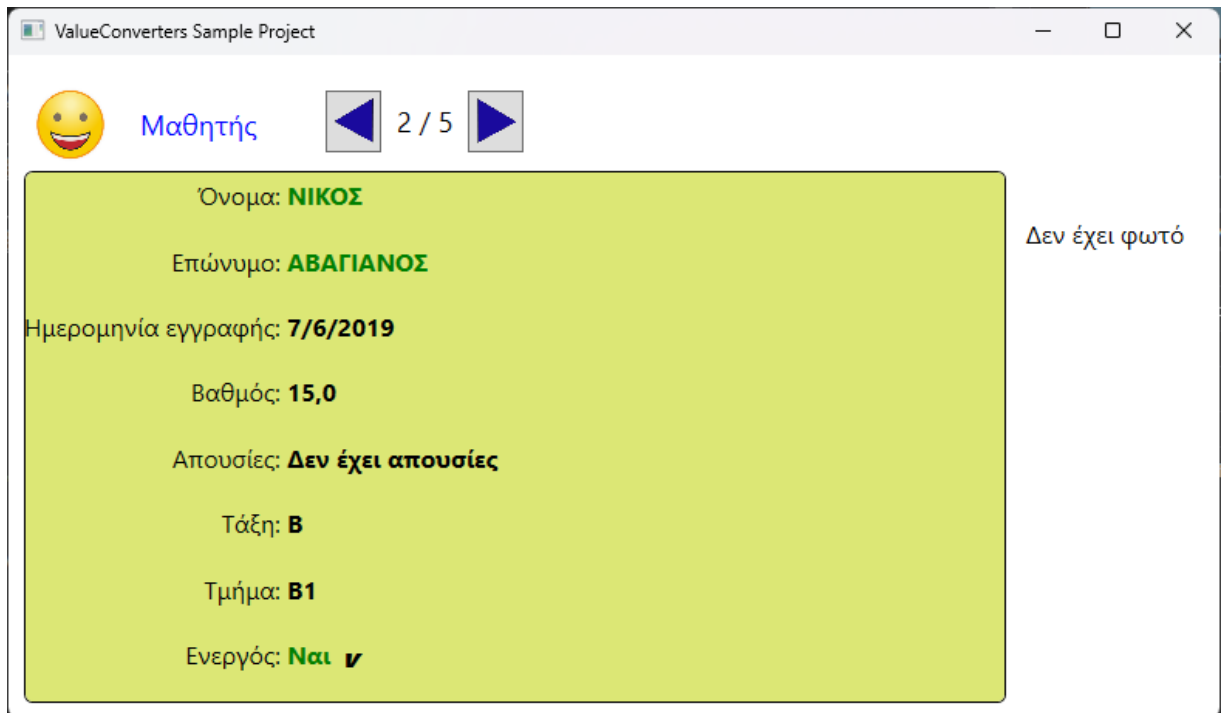 ValueConverters Sample Project
Μαθητής 2 / 5
Όνομα: ΝΙΚΟΣ
Δεν έχει φωτό
Επώνυμο: ΑΒΑΓΙΑΝΟΣ
Ημερομηνία εγγραφής: 7/6/2019
Βαθμός: 15,0
Απουσίες: Δεν έχει απουσίες
Τάξη: Β
Τμήμα: Β1
Ενεργός: Ναι v